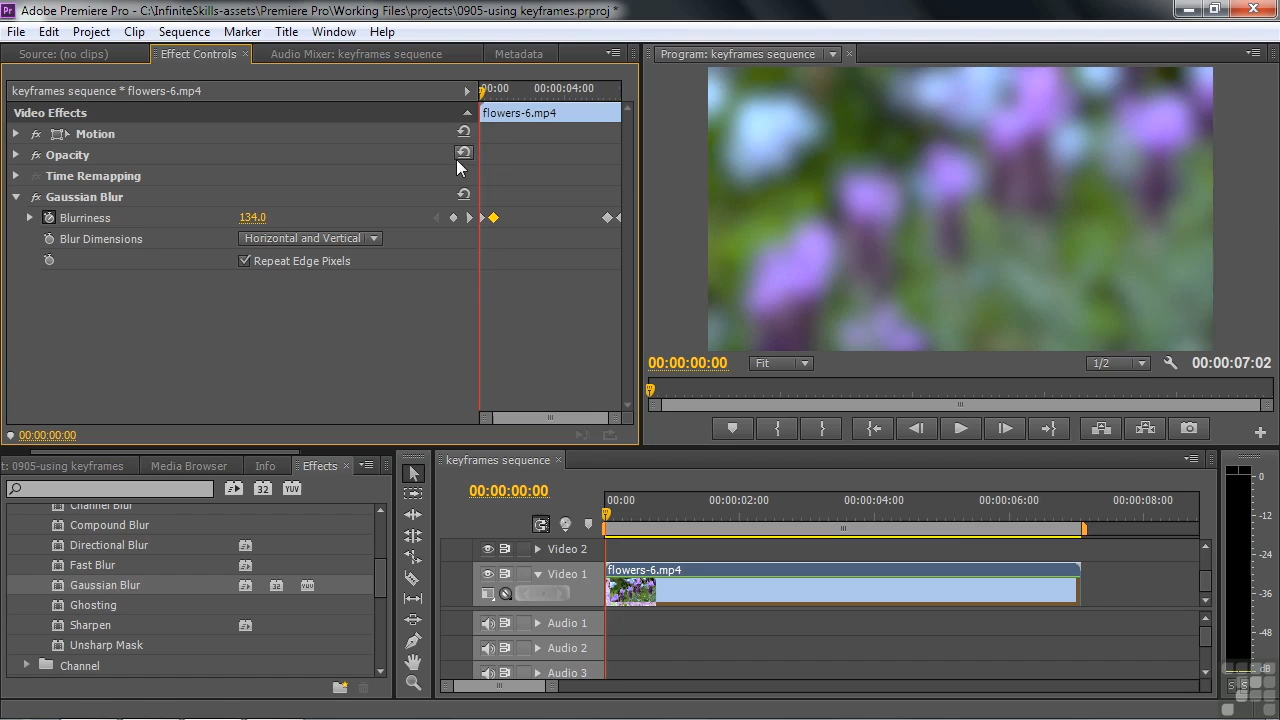 Adobe Premiere Pro - C:\InfiniteSkills-assets\Premiere Pro\Working Files\projects\0905-using keyframes.prproj *
File Edit Project Clip Sequence Marker Title Window Help
Source: (no clips) Effect Controls Audio Mixer: keyframes sequence Metadata
Program: keyframes sequence
keyframes sequence * flowers-6.mp4
:00:00 00:00:04:00
Video Effects
flowers-6.mp4
fx Motion
fx Opacity
Time Remapping
fx Gaussian Blur
Blurriness 134.0
Blur Dimensions Horizontal and Vertical
Repeat Edge Pixels
00:00:00:00 Fit 1/2 00:00:07:02
00:00:00:00
t: 0905-using keyframes Media Browser Info Effects
32 YUV
Channel Blur
Compound Blur
Directional Blur
Fast Blur
Gaussian Blur
Ghosting
Sharpen
Unsharp Mask
Channel
keyframes sequence
00:00:00:00
:00:00 00:00:02:00 00:00:04:00 00:00:06:00 00:00:08:00
Video 2
flowers-6.mp4
Video 1
Audio 1
Audio 2
Audio 3
0
-12
-24
-36
-48
dB
S S